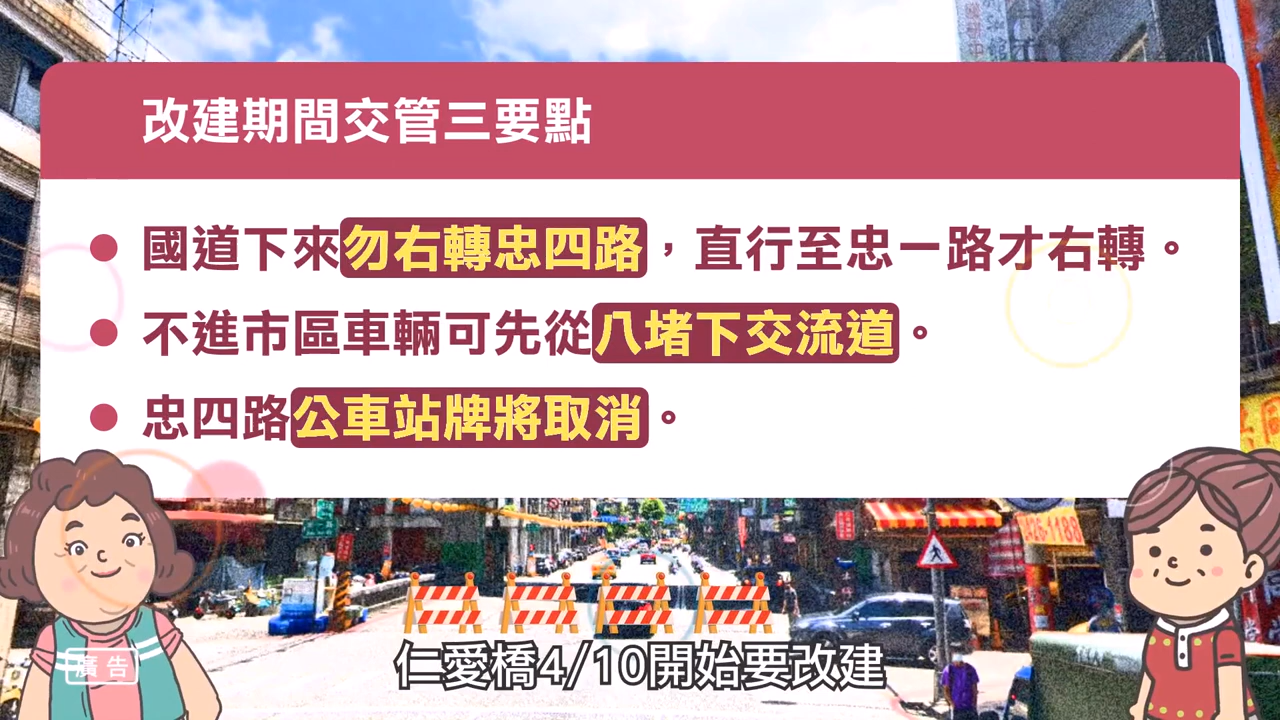 改建期間交管三要點
國道下來勿右轉忠四路，直行至忠一路才右轉。
不進市區車輛可先從八堵下交流道。
忠四路公車站牌將取消。
426-1188
廣告
仁愛橋4/10開始要改建